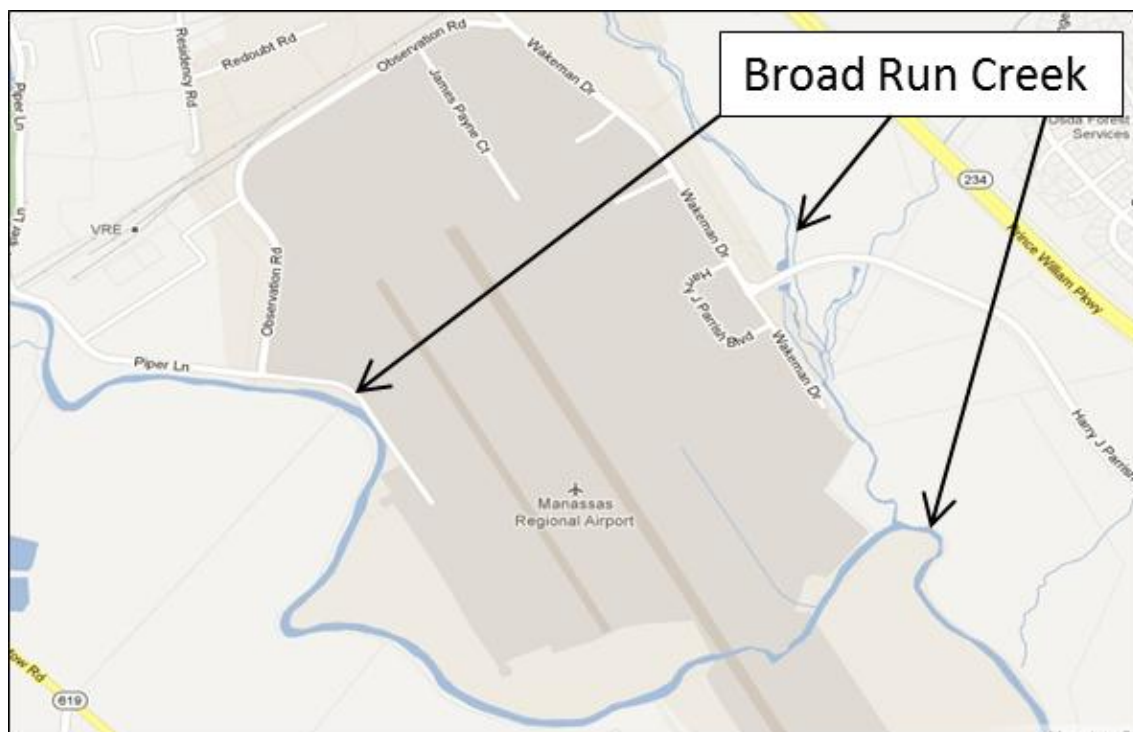 Observation Rd
Wakeman Dr
Residency Rd
Redoubt Rd
James Payne Ct
Broad Run Creek
Piper Ln
Usda Forest
Services
234
Prince William Pkwy
VRE
Wakeman Dr
Observation Rd
Harry J Parrish Blvd
Wakeman Dr
Piper Ln
Harry J Parrish
Manassas
Regional Airport
619